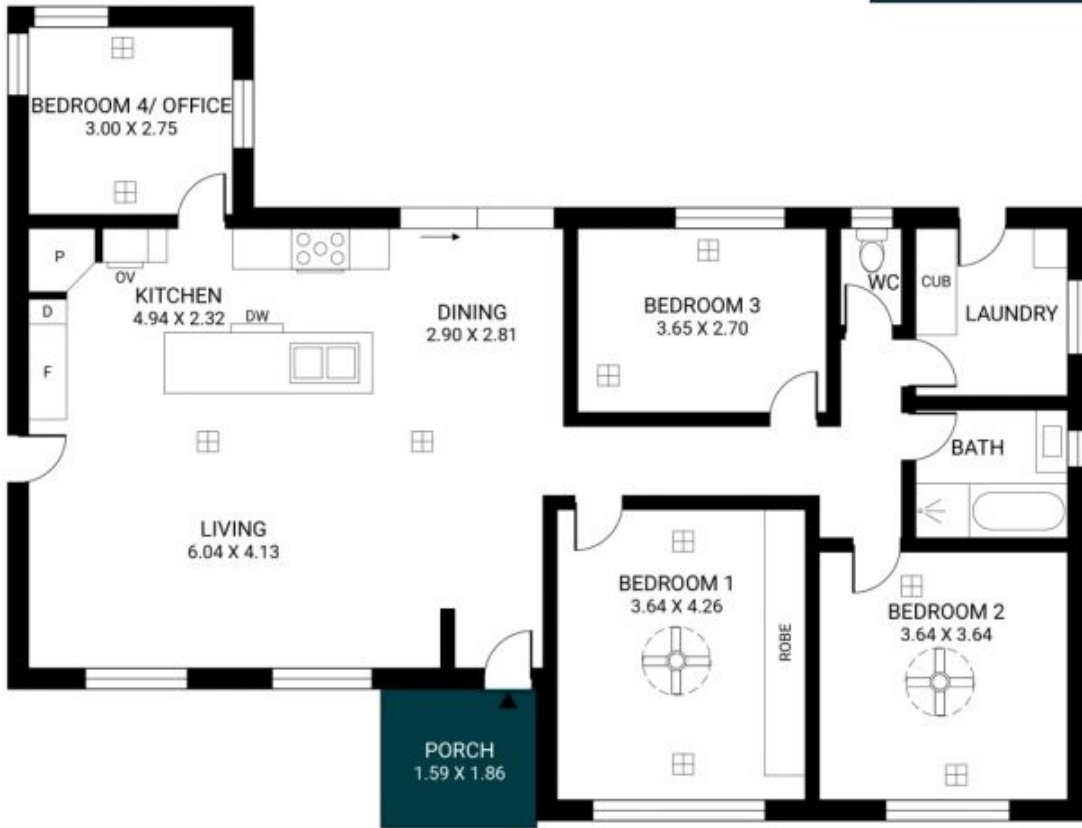 BEDROOM 4/ OFFICE
3.00 X 2.75
P
OV
D
F
KITCHEN
4.94 X 2.32
DW
DINING
2.90 X 2.81
BEDROOM 3
3.65 X 2.70
WC
CUB
LAUNDRY
BATH
LIVING
6.04 X 4.13
BEDROOM 1
3.64 X 4.26
ROBE
BEDROOM 2
3.64 X 3.64
PORCH
1.59 X 1.86